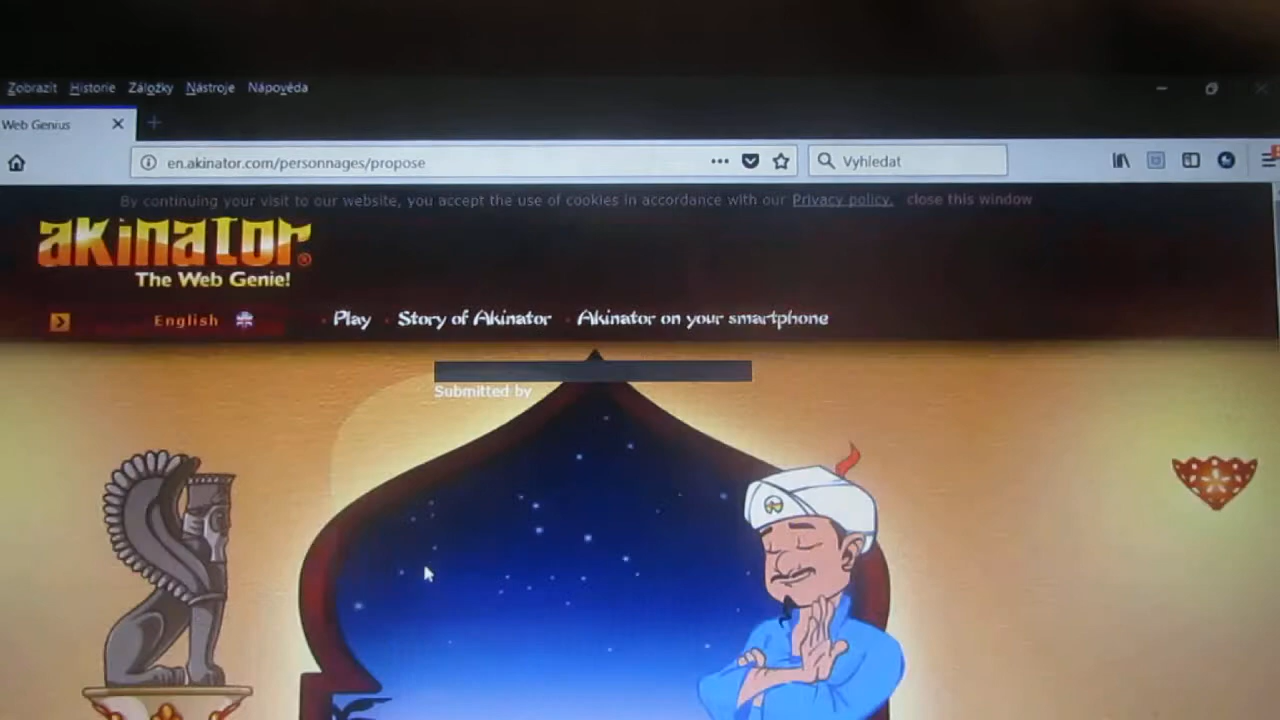 Zobrazit Historie Záložky Nástroje Nápověda
Web Genius
en.akinator.com/personnages/propose
Vyhledat
By continuing your visit to our website, you accept the use of cookies in accordance with our Privacy policy. close this window
akinator®
The Web Genie!
English Play Story of Akinator Akinator on your smartphone
Submitted by